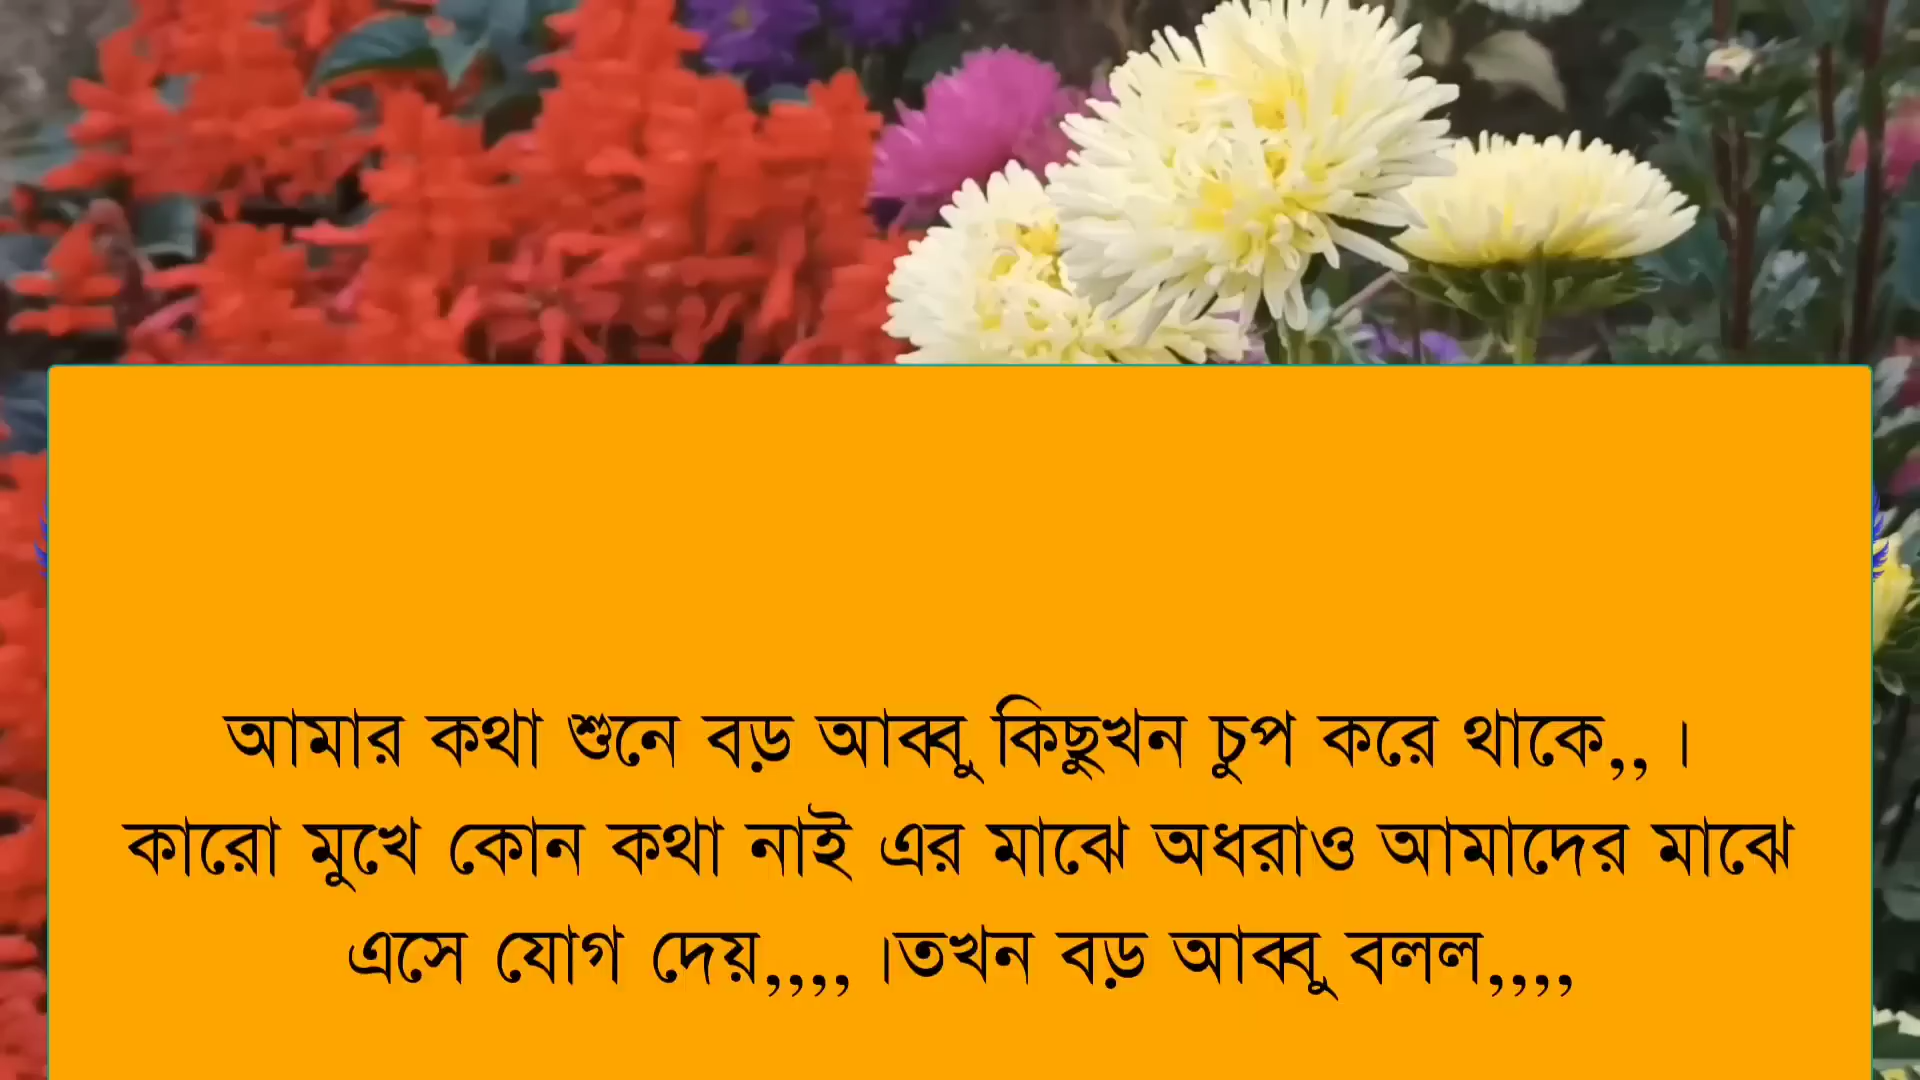 আমার কথা শুনে বড় আব্বু কিছুখন চুপ করে থাকে,, ।
কারো মুখে কোন কথা নাই এর মাঝে অধরাও আমাদের মাঝে
এসে যোগ দেয়,,,, ।তখন বড় আব্বু বলল,,,,